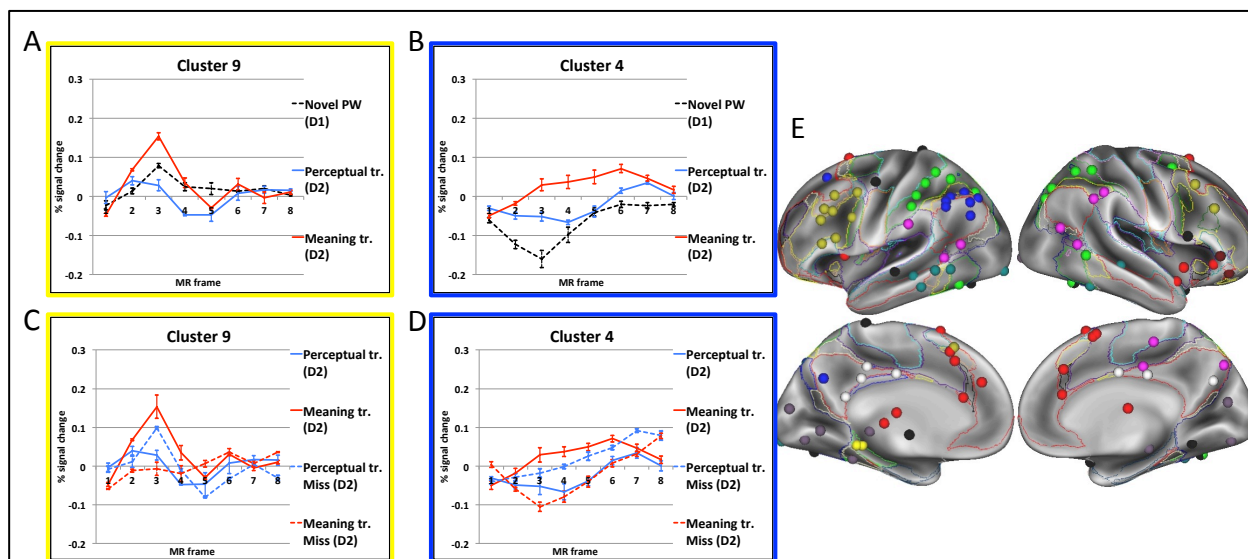 A
Cluster 9
% signal change
0.3
0.2
0.1
0
-0.1
-0.2
1 2 3 4 5 6 7 8
MR frame
Novel PW
(D1)
Perceptual tr.
(D2)
Meaning tr.
(D2)
B
Cluster 4
% signal change
0.3
0.2
0.1
0
-0.1
-0.2
1 2 3 4 5 6 7 8
MR frame
Novel PW
(D1)
Perceptual tr.
(D2)
Meaning tr.
(D2)
C
Cluster 9
% signal change
0.3
0.2
0.1
0
-0.1
-0.2
1 2 3 4 5 6 7 8
MR frame
Perceptual tr.
(D2)
Meaning tr.
(D2)
Perceptual tr.
Miss (D2)
Meaning tr.
Miss (D2)
D
Cluster 4
% signal change
0.3
0.2
0.1
0
-0.1
-0.2
1 2 3 4 5 6 7 8
MR frame
Perceptual tr.
(D2)
Meaning tr.
(D2)
Perceptual tr.
Miss (D2)
Meaning tr.
Miss (D2)
E